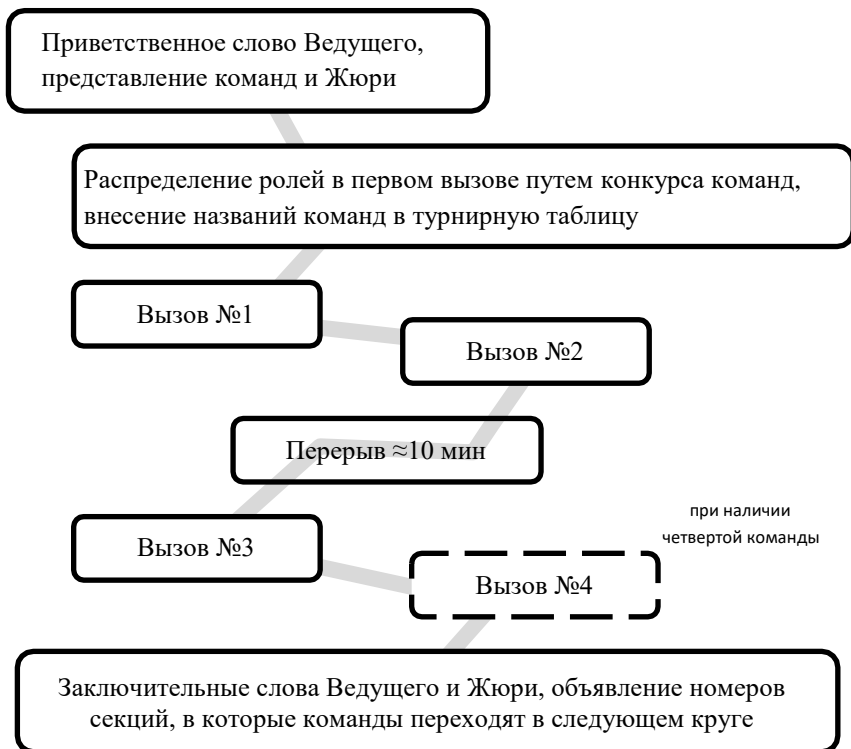 Приветственное слово Ведущего,
представление команд и Жюри
Распределение ролей в первом вызове путем конкурса команд,
внесение названий команд в турнирную таблицу
Вызов №1
Вызов №2
Перерыв ≈10 мин
при наличии
четвертой команды
Вызов №3
Вызов №4
Заключительные слова Ведущего и Жюри, объявление номеров
секций, в которые команды переходят в следующем круге